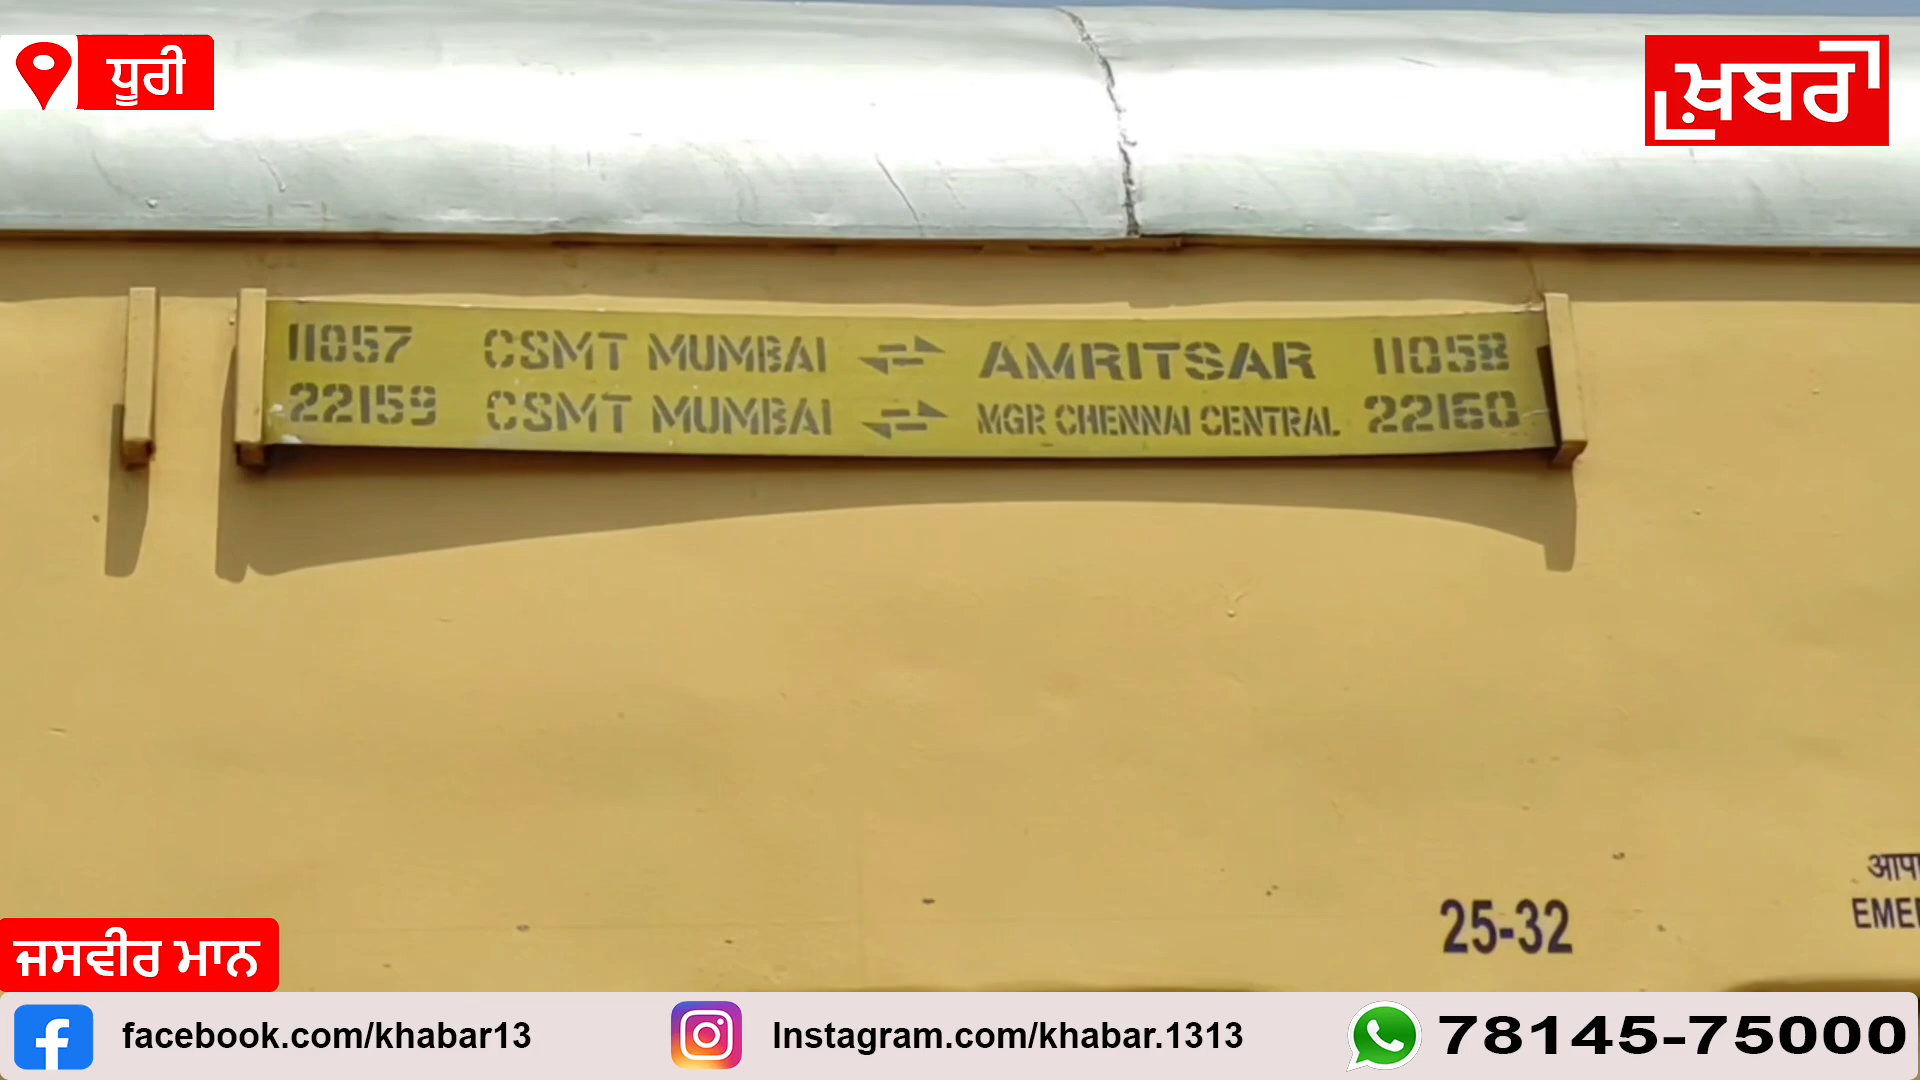 ਧੂਰੀ
ਖ਼ਬਰ
11057 CSMT MUMBAI ⇌ AMRITSAR 11058
22159 CSMT MUMBAI ⇌ MGR CHENNAI CENTRAL 22160
25-32
ਜਸਵੀਰ ਮਾਨ
facebook.com/khabar13
Instagram.com/khabar.1313
78145-75000